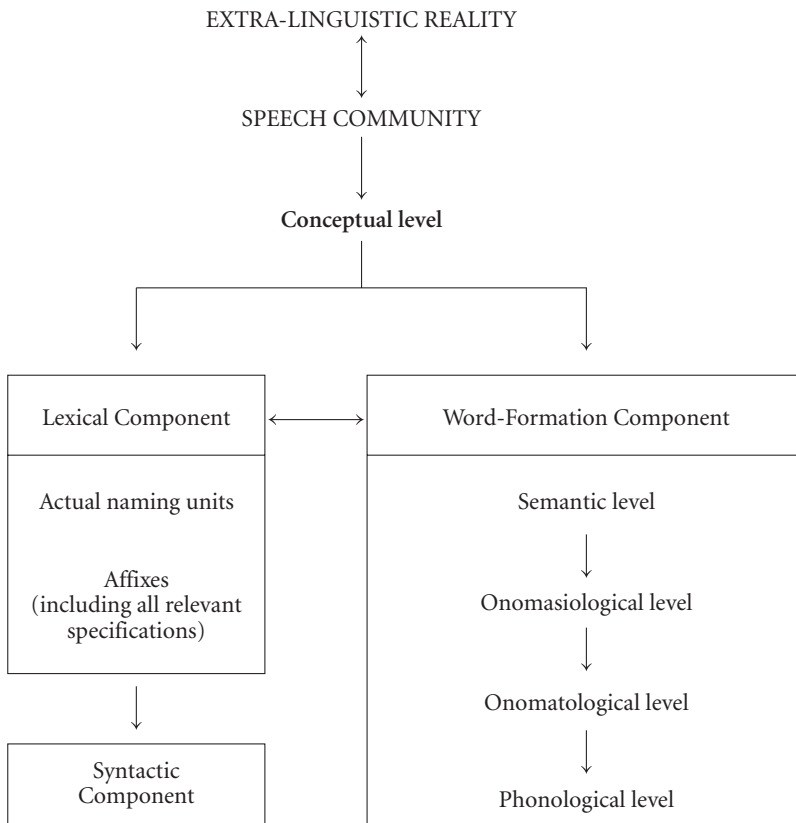 EXTRA-LINGUISTIC REALITY
SPEECH COMMUNITY
Conceptual level
Lexical Component
Actual naming units
Affixes
(including all relevant
specifications)
Syntactic
Component
Word-Formation Component
Semantic level
Onomasiological level
Onomatological level
Phonological level